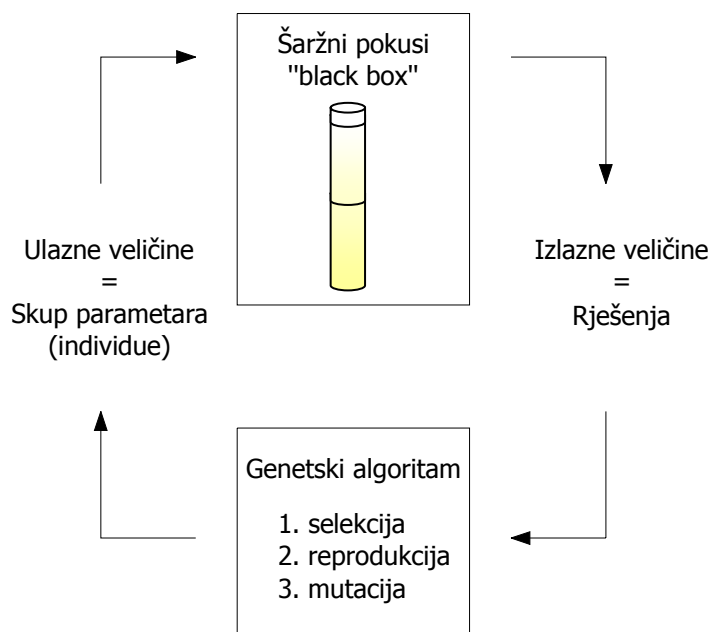 Šaržni pokusi
"black box"
Ulazne veličine
=
Skup parametara
(individue)
Izlazne veličine
=
Rješenja
Genetski algoritam
1. selekcija
2. reprodukcija
3. mutacija